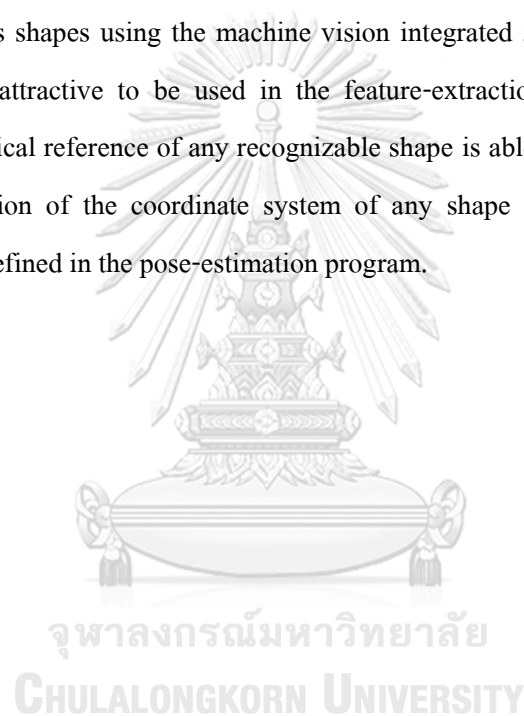 s shapes using the machine vision integrated
attractive to be used in the feature-extractio
ical reference of any recognizable shape is abl
ion of the coordinate system of any shape
efined in the pose-estimation program.
จุฬาลงกรณ์มหาวิทยาลัย
CHULALONGKORN UNIVERSITY